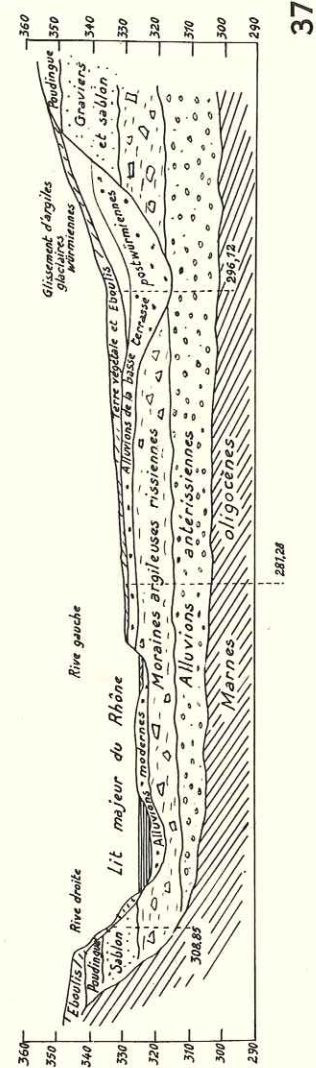 360
350
340
330
320
310
300
290
Eboulis
Poudingue
Sablon
308,85
Rive droite
Lit majeur du Rhône
Rive gauche
Alluvions modernes
Moraines argileuses rissiennes
Alluvions antérissiennes
Marnes oligocènes
281,28
Terre végétale et Eboulis
Alluvions de la basse terrasse postwürmiennes
296,12
Glissement d'argiles
glaciaires
würmiennes
Poudingue
Graviers
et sablon
360
350
340
330
320
310
300
290
37